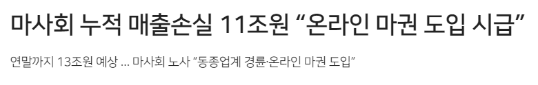 마사회 누적 매출손실 11조원 “온라인 마권 도입 시급”
연말까지 13조원 예상 ... 마사회 노사 “동종업계 경륜·온라인 마권 도입”